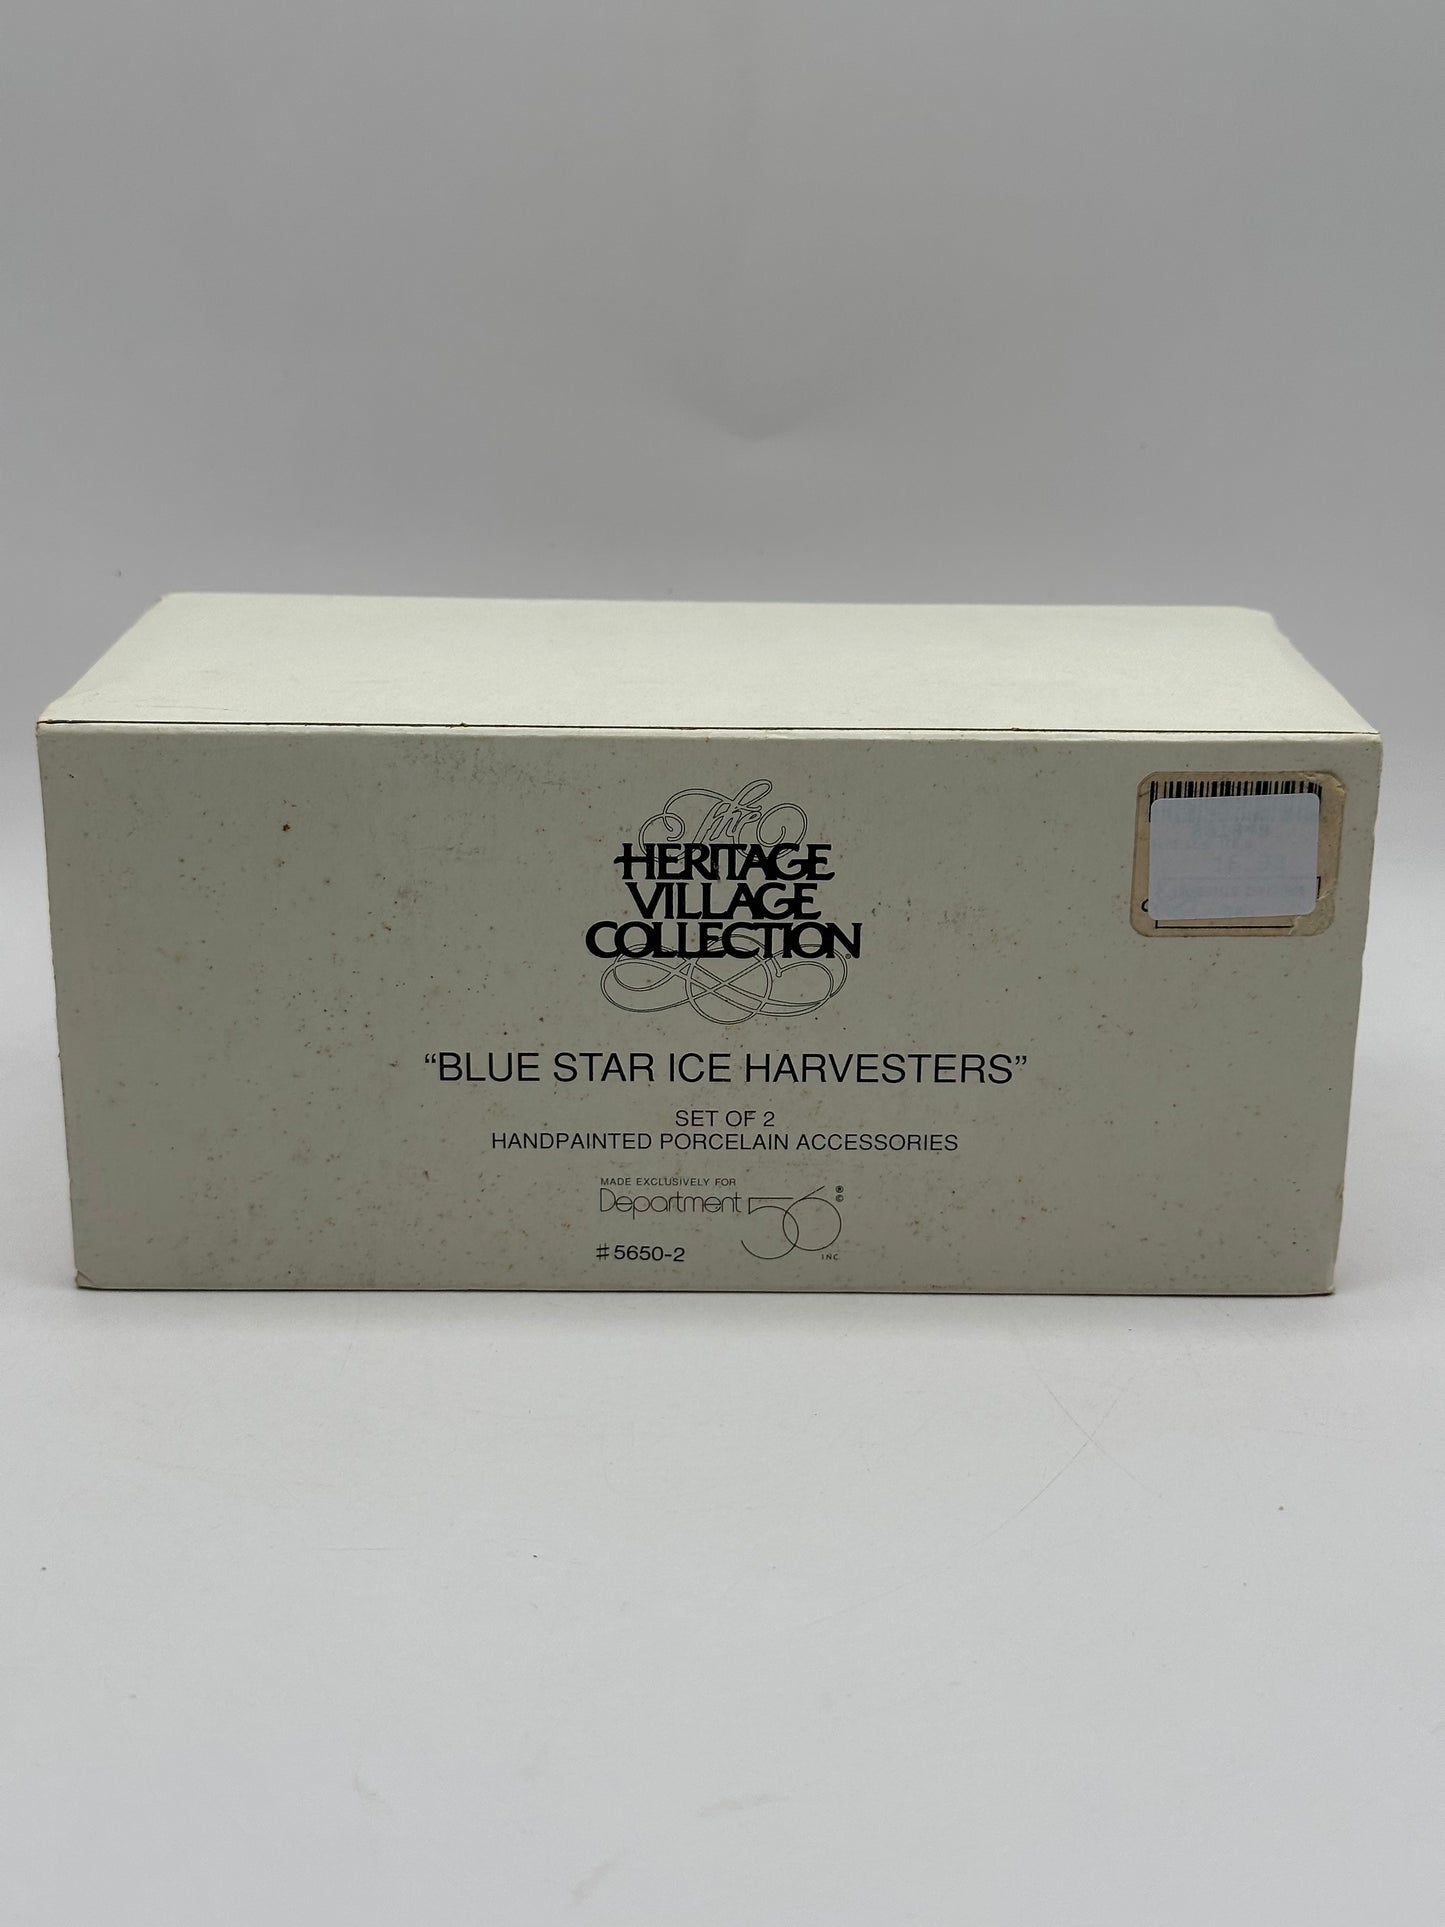 The
HERITAGE
VILLAGE
COLLECTION®
“BLUE STAR ICE HARVESTERS”
SET OF 2
HANDPAINTED PORCELAIN ACCESSORIES
MADE EXCLUSIVELY FOR
Department 56 ® ©
INC
#5650-2